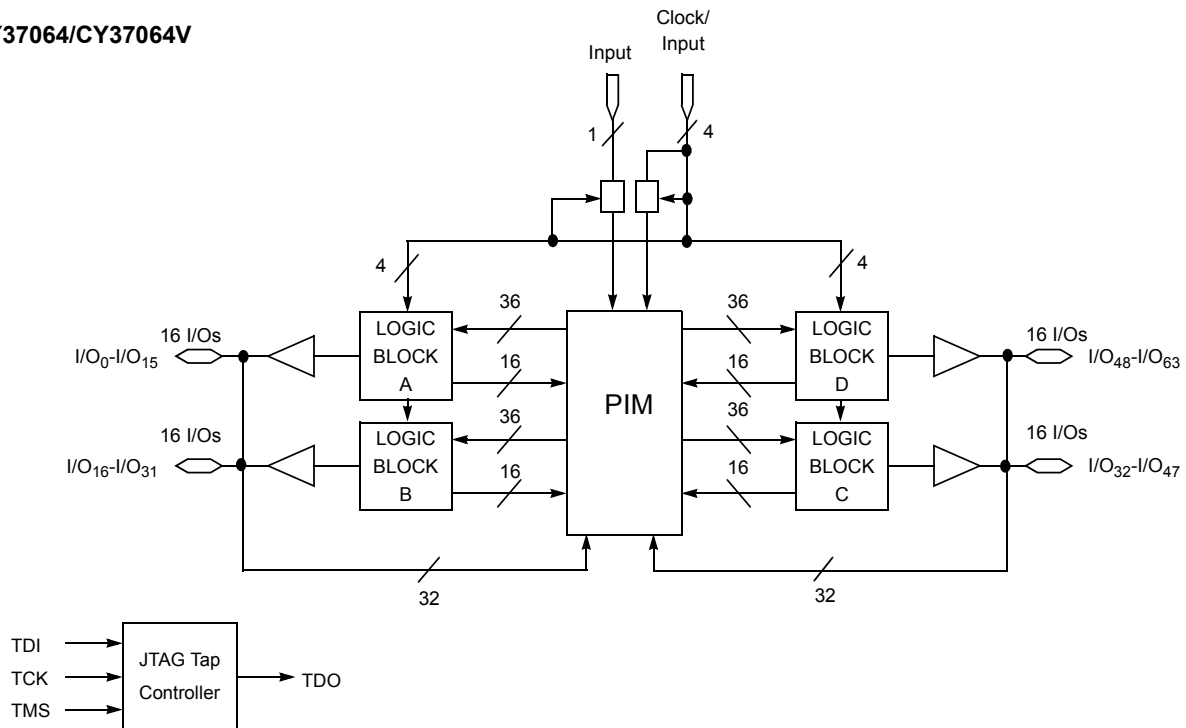 Y37064/CY37064V
Clock/
Input
Input
1
4
4
4
36
36
16 I/Os
LOGIC
BLOCK
A
LOGIC
BLOCK
D
16 I/Os
I/O0-I/O15
I/O48-I/O63
16
16
PIM
36
36
16 I/Os
LOGIC
BLOCK
B
LOGIC
BLOCK
C
16 I/Os
I/O16-I/O31
I/O32-I/O47
16
16
32
32
TDI
TCK
TMS
JTAG Tap
Controller
TDO